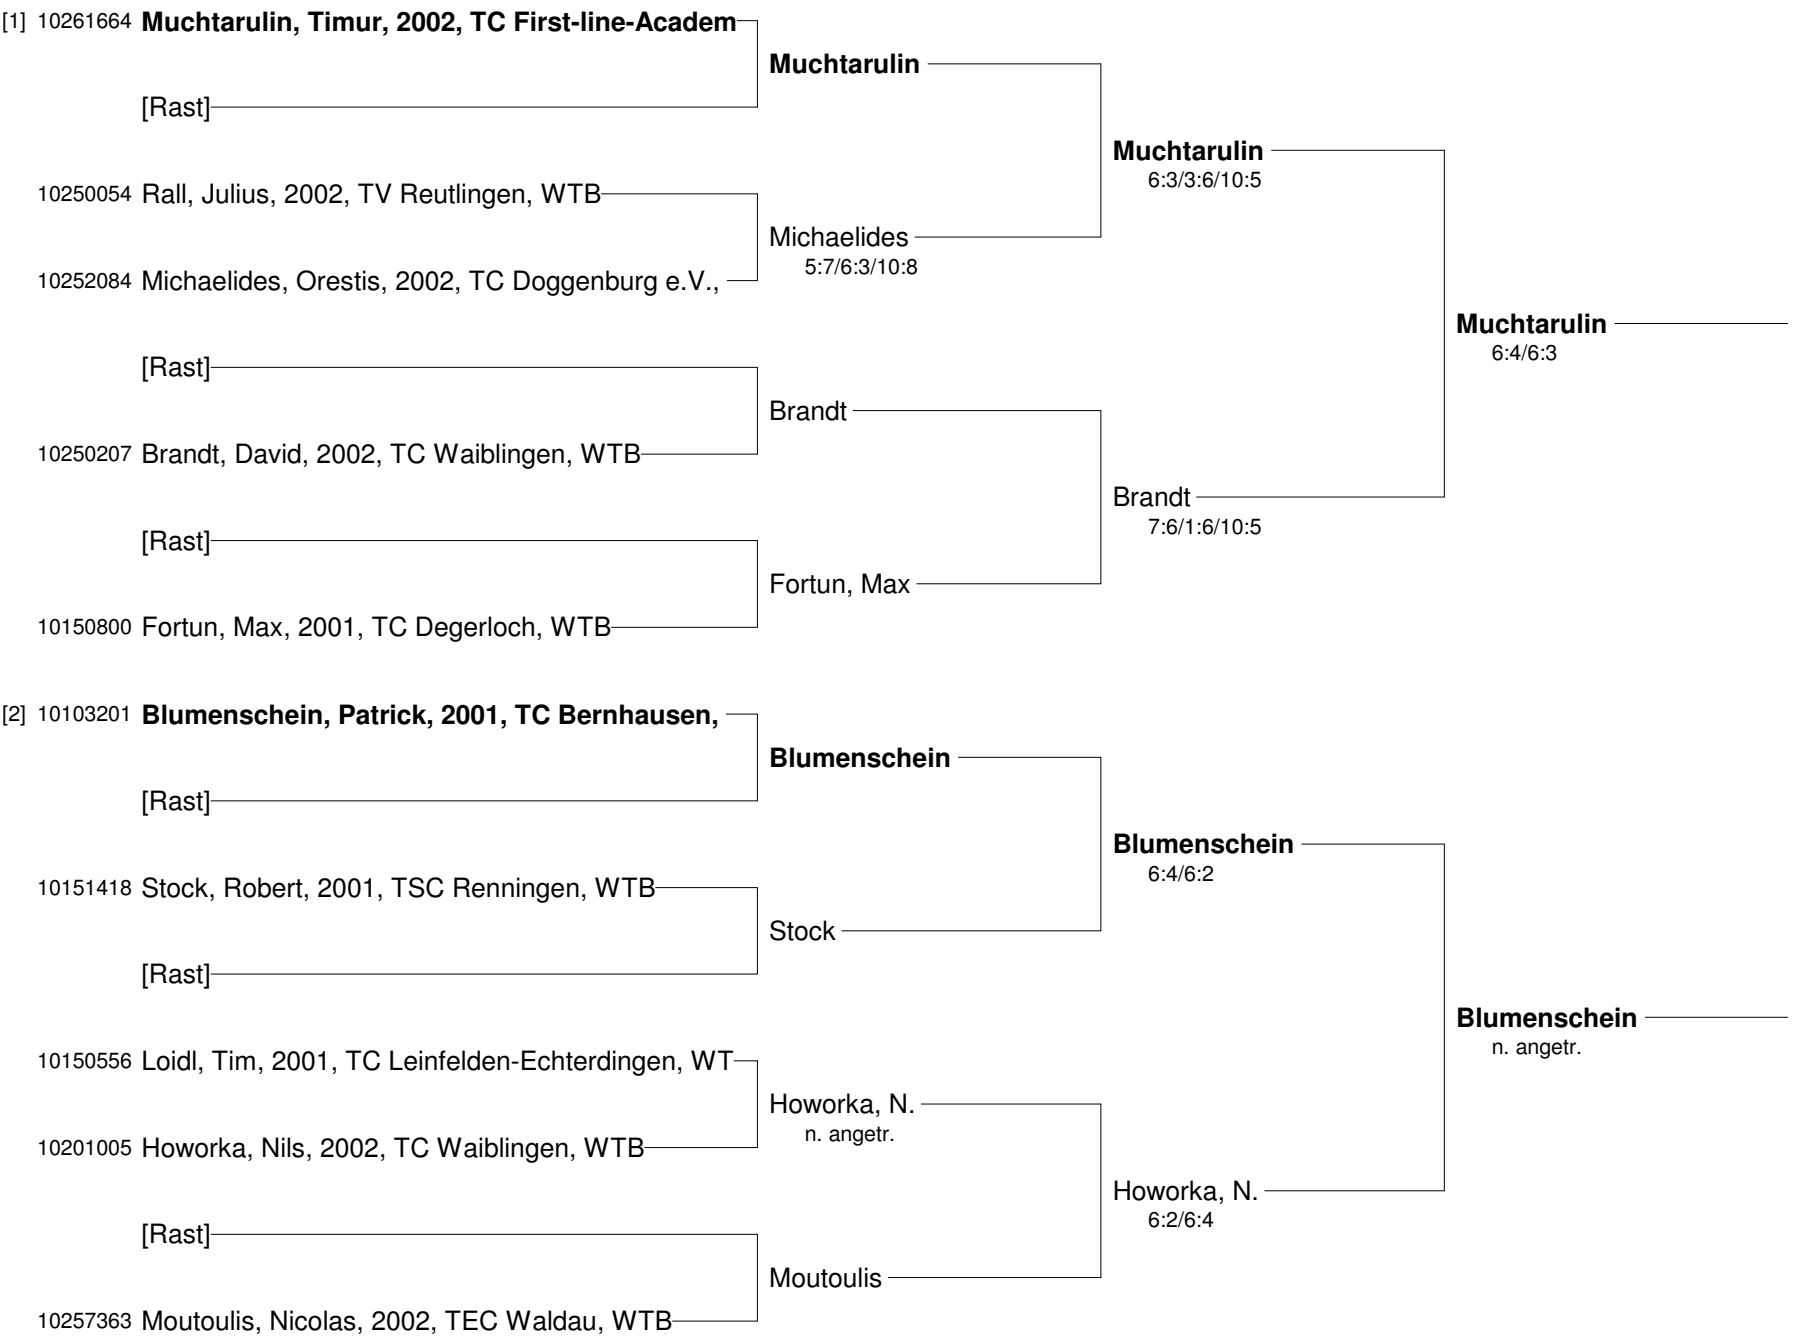 [1] 10261664 Muchtarulin, Timur, 2002, TC First-line-Academ
Muchtarulin
[Rast]
Muchtarulin
6:3/3:6/10:5
10250054 Rall, Julius, 2002, TV Reutlingen, WTB
Michaelides
5:7/6:3/10:8
10252084 Michaelides, Orestis, 2002, TC Doggenburg e.V.,
Muchtarulin
6:4/6:3
[Rast]
Brandt
10250207 Brandt, David, 2002, TC Waiblingen, WTB
Brandt
7:6/1:6/10:5
[Rast]
Fortun, Max
10150800 Fortun, Max, 2001, TC Degerloch, WTB
[2] 10103201 Blumenschein, Patrick, 2001, TC Bernhausen,
Blumenschein
[Rast]
Blumenschein
6:4/6:2
10151418 Stock, Robert, 2001, TSC Renningen, WTB
Stock
[Rast]
Blumenschein
n. angetr.
10150556 Loidl, Tim, 2001, TC Leinfelden-Echterdingen, WT
Howorka, N.
n. angetr.
10201005 Howorka, Nils, 2002, TC Waiblingen, WTB
Howorka, N.
6:2/6:4
[Rast]
Moutoulis
10257363 Moutoulis, Nicolas, 2002, TEC Waldau, WTB